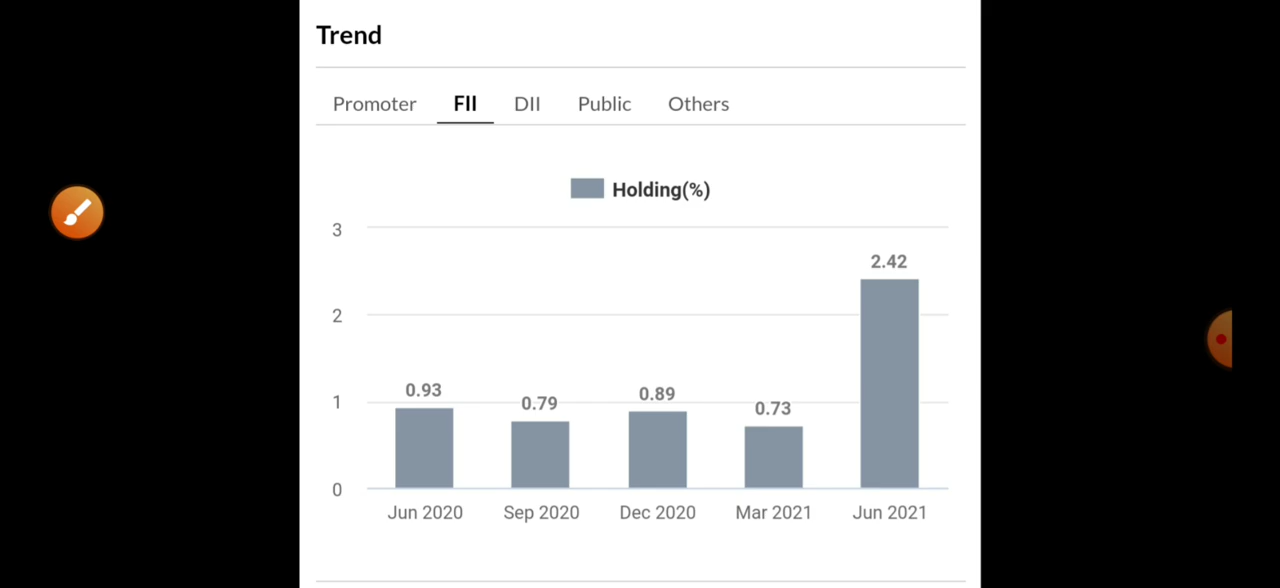 Trend
Promoter FII DII Public Others
Holding(%)
3
2.42
2
0.93 0.79 0.89 0.73
1
0
Jun 2020 Sep 2020 Dec 2020 Mar 2021 Jun 2021